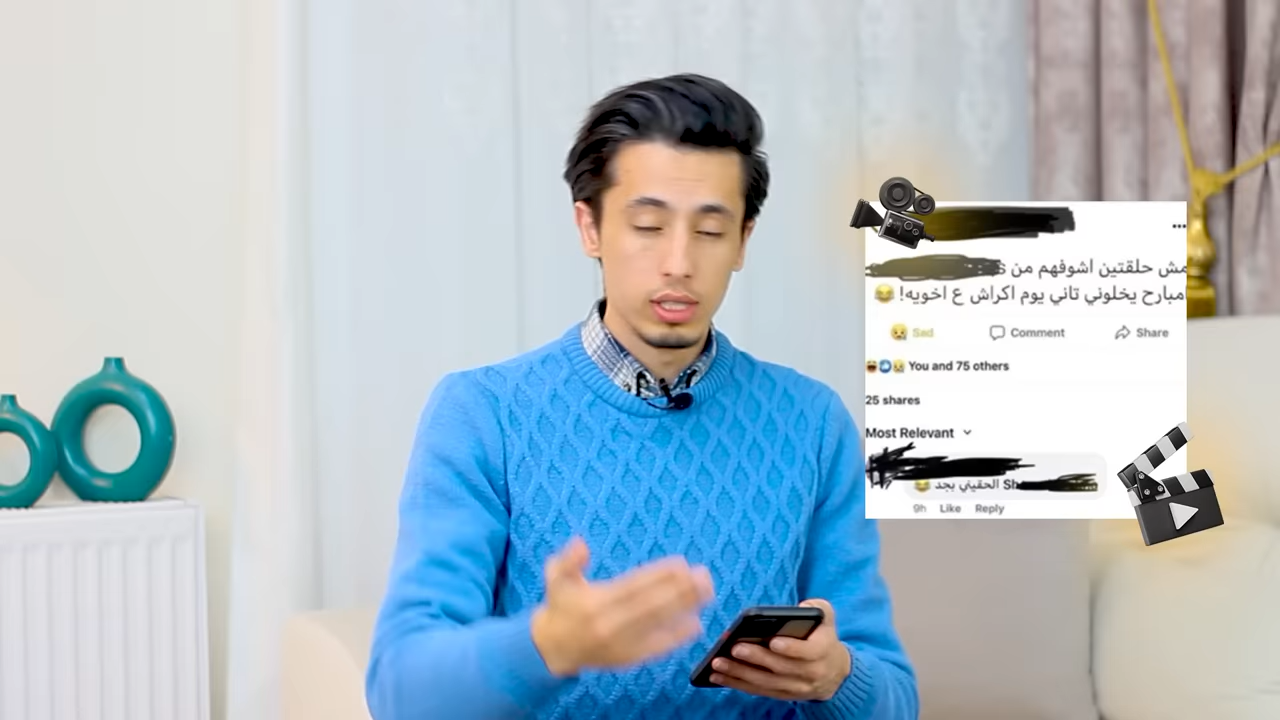 مش حلقتين اشوفهم من
امبارح يخلوني تاني يوم اكراش ع اخويه! 😂
Sad Comment Share
You and 75 others
25 shares
Most Relevant
الحقيني بجد 😂
9h Like Reply